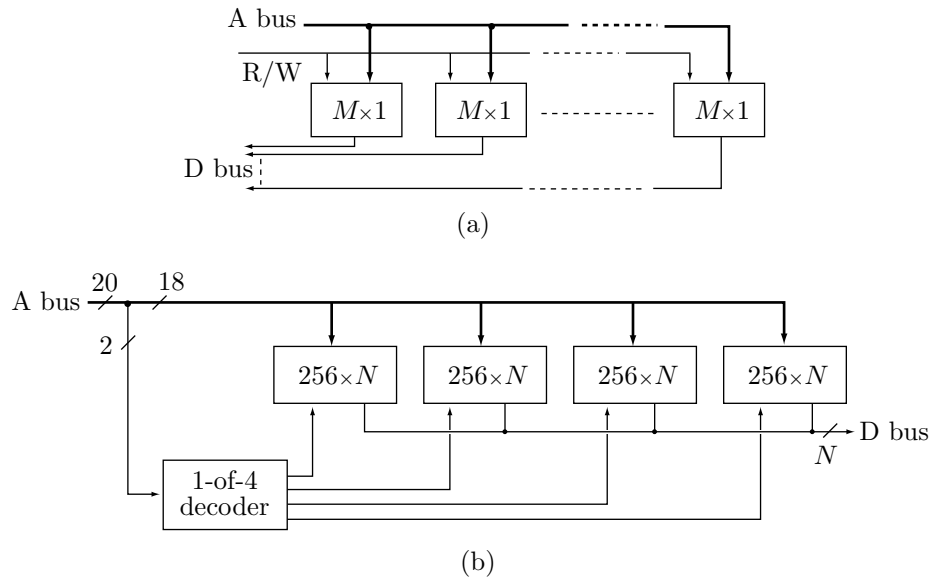 A bus
R/W
M×1 M×1 M×1
D bus
(a)
A bus 20 18
2
256×N 256×N 256×N 256×N
D bus
N
1-of-4
decoder
(b)